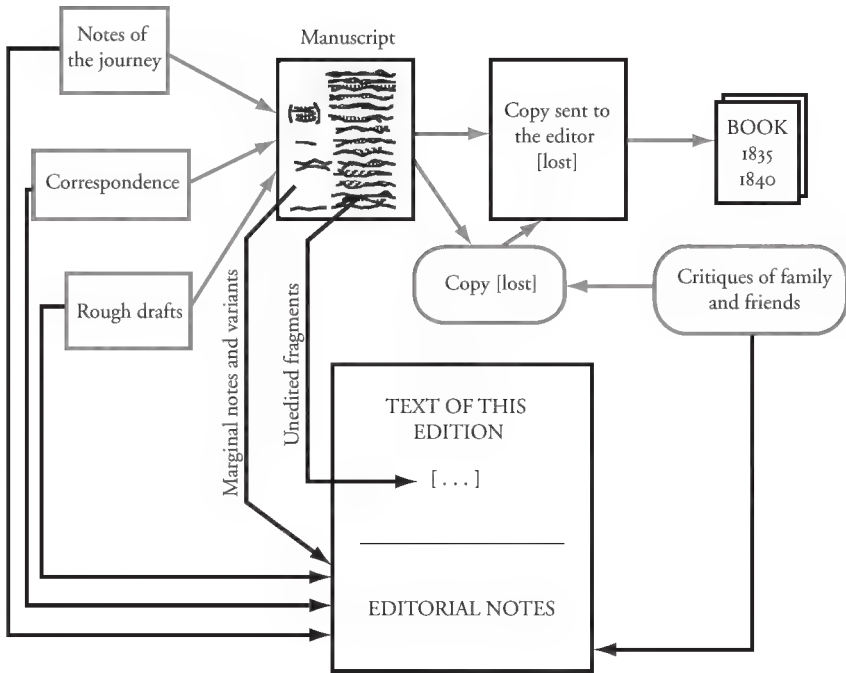 Notes of
the journey
Manuscript
Copy sent to
the editor
[lost]
BOOK
1835
1840
Correspondence
Rough drafts
Copy [lost]
Critiques of family
and friends
Marginal notes and variants
Unedited fragments
TEXT OF THIS
EDITION
[...]
EDITORIAL NOTES